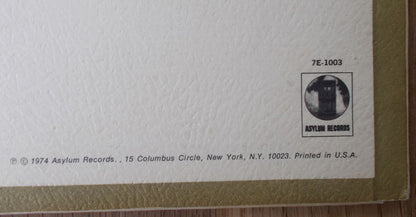 7E-1003
ASYLUM RECORDS
℗ © 1974 Asylum Records. , 15 Columbus Circle, New York, N.Y. 10023. Printed in U.S.A.